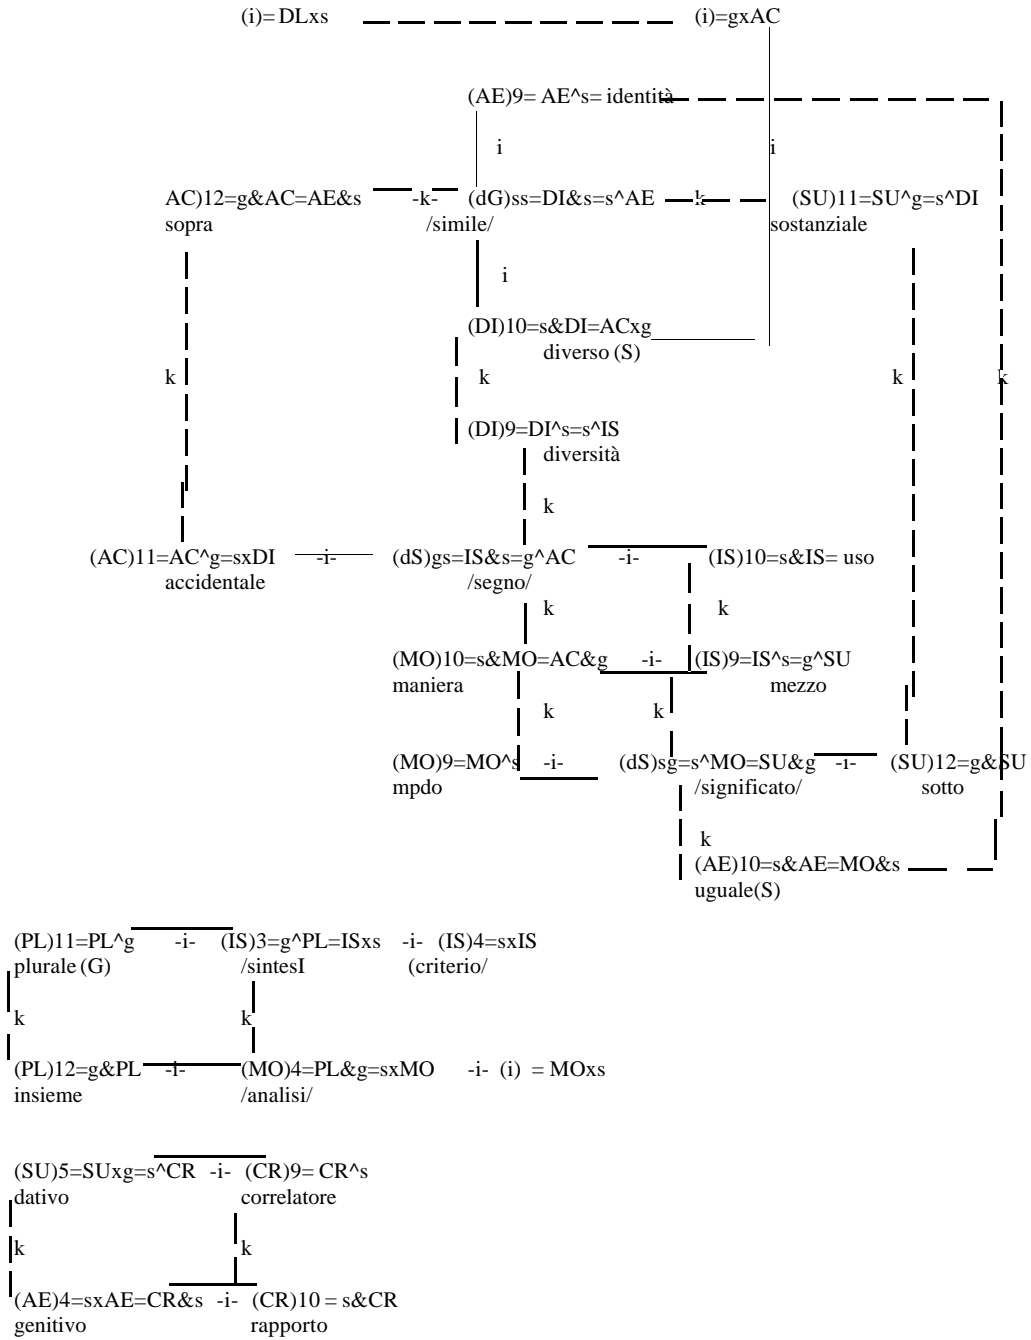 (i)= DLxs (i)=gxAC
(AE)9= AE^s= identità
i i
AC)12=g&AC=AE&s -k- (dG)ss=DI&s=s^AE k (SU)11=SU^g=s^DI
sopra /simile/ sostanziale
i
(DI)10=s&DI=ACxg
diverso (S)
k k k k
(DI)9=DI^s=s^IS
diversità
k
(AC)11=AC^g=sxDI -i- (dS)gs=IS&s=g^AC -i- (IS)10=s&IS= uso
accidentale /segno/
k k
(MO)10=s&MO=AC&g -i- (IS)9=IS^s=g^SU
maniera mezzo
k k
(MO)9=MO^s -i- (dS)sg=s^MO=SU&g -i- (SU)12=g&SU
mpdo /significato/ sotto
k
(AE)10=s&AE=MO&s
uguale(S)
(PL)11=PL^g -i- (IS)3=g^PL=ISxs -i- (IS)4=sxIS
plurale (G) /sintesI (criterio/
k k
(PL)12=g&PL -i- (MO)4=PL&g=sxMO -i- (i) = MOxs
insieme /analisi/
(SU)5=SUxg=s^CR -i- (CR)9= CR^s
dativo correlatore
k k
(AE)4=sxAE=CR&s -i- (CR)10 = s&CR
genitivo rapporto